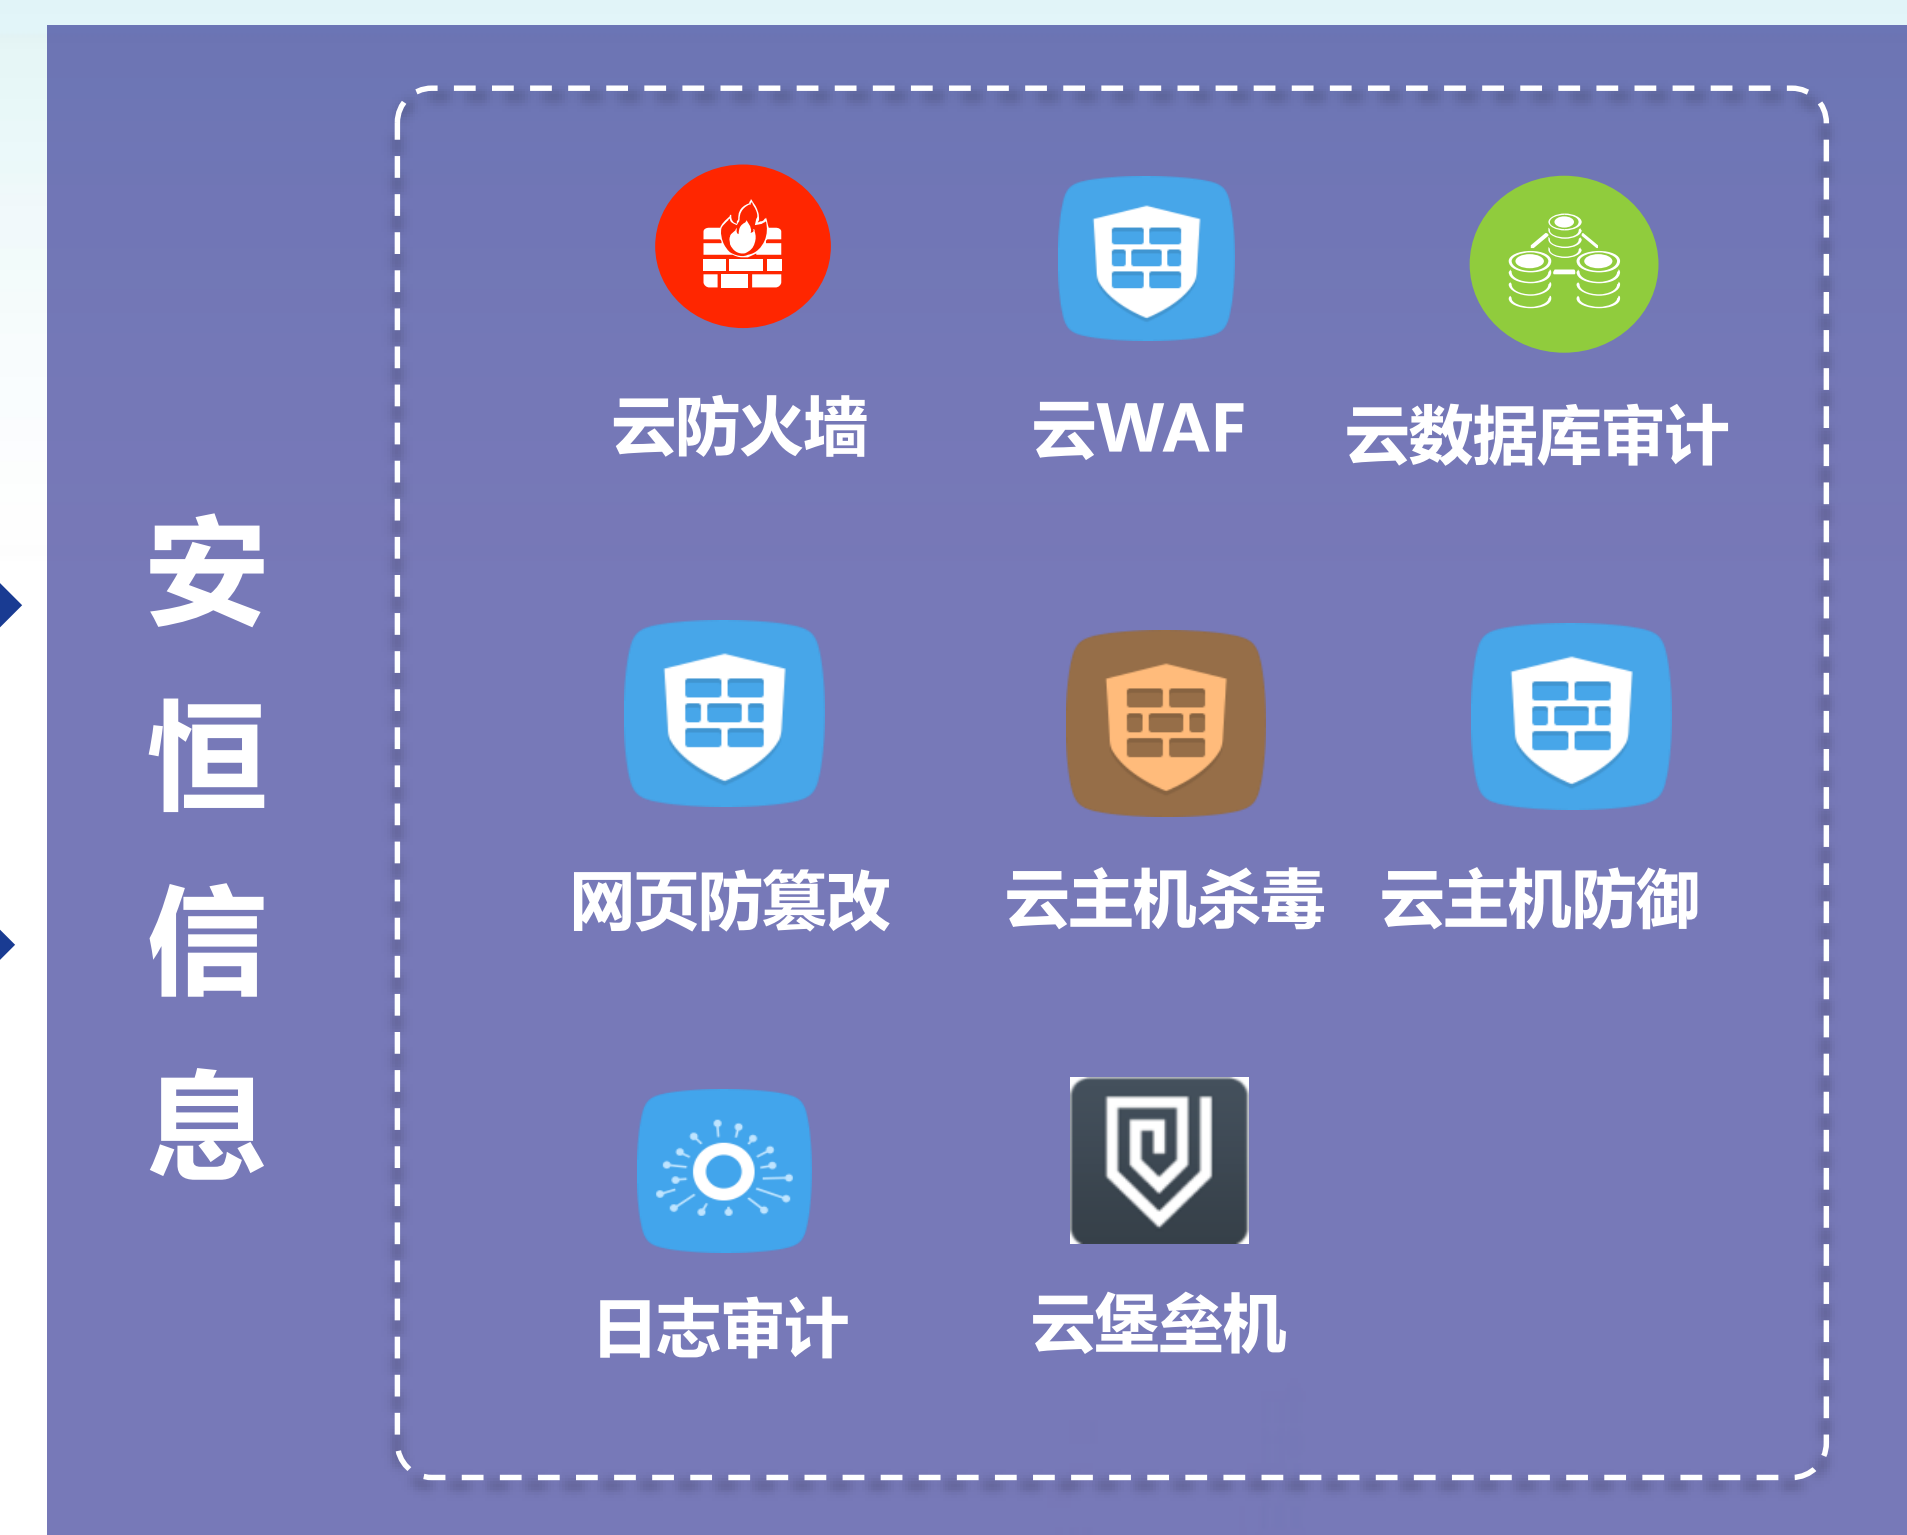 安恒信息
云防火墙
云WAF
云数据库审计
网页防篡改
云主机杀毒
云主机防御
日志审计
云堡垒机